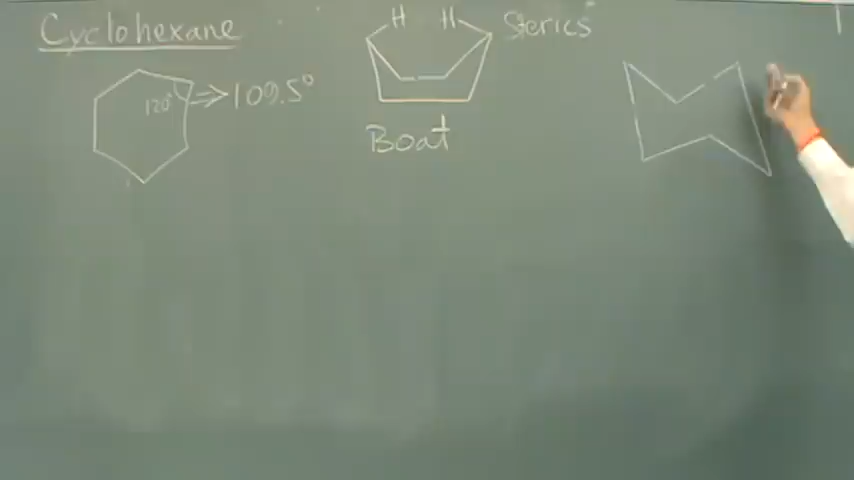 Cyclohexane
120° ⇒ 109.5°
H H
Sterics
Boat